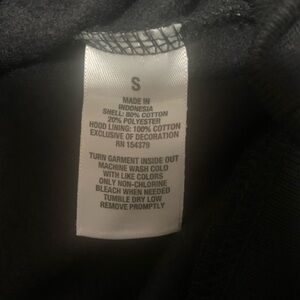 S
MADE IN
INDONESIA
SHELL: 80% COTTON
20% POLYESTER
HOOD LINING: 100% COTTON
EXCLUSIVE OF DECORATION
RN 154379
TURN GARMENT INSIDE OUT
MACHINE WASH COLD
WITH LIKE COLORS
ONLY NON-CHLORINE
BLEACH WHEN NEEDED
TUMBLE DRY LOW
REMOVE PROMPTLY